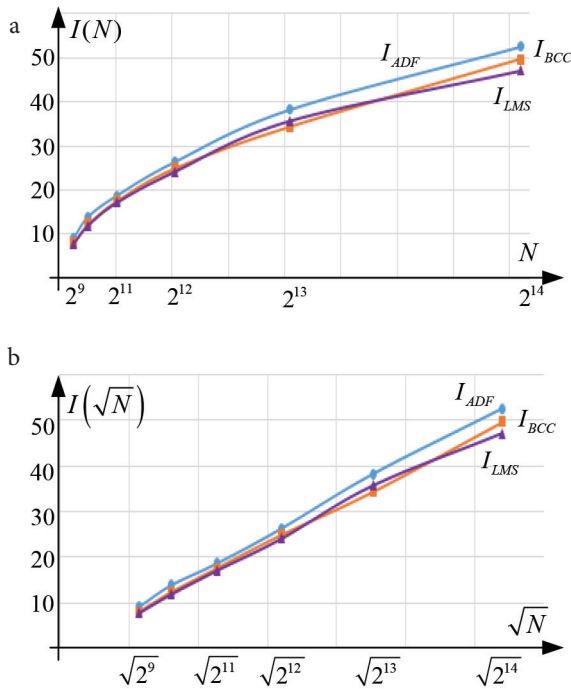 a
I(N)
50
40
30
20
10
I_ADF
I_BCC
I_LMS
N
2^9 2^11 2^12 2^13 2^14
b
I(√N)
50
40
30
20
10
I_ADF
I_BCC
I_LMS
√N
√2^9 √2^11 √2^12 √2^13 √2^14